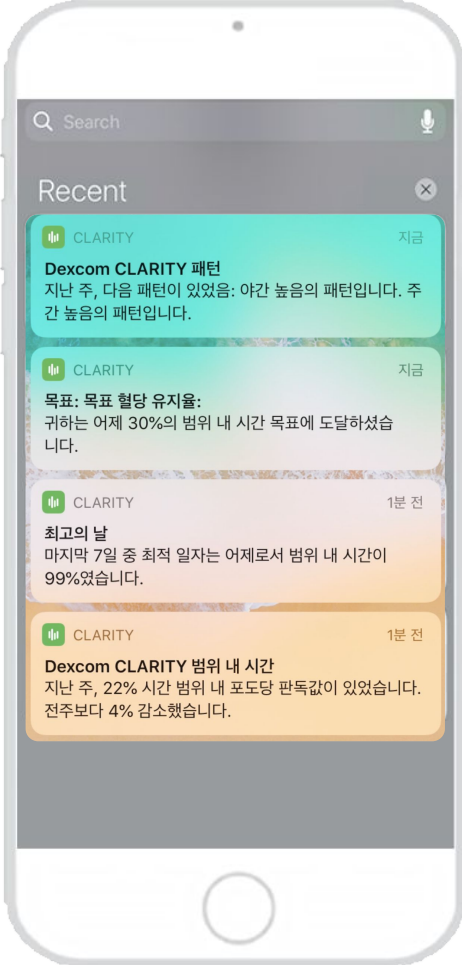 Search
Recent
CLARITY
지금
Dexcom CLARITY 패턴
지난 주, 다음 패턴이 있었음: 야간 높음의 패턴입니다. 주
간 높음의 패턴입니다.
CLARITY
지금
목표: 목표 혈당 유지율:
귀하는 어제 30%의 범위 내 시간 목표에 도달하셨습
니다.
CLARITY
1분 전
최고의 날
마지막 7일 중 최적 일자는 어제로서 범위 내 시간이
99%였습니다.
CLARITY
1분 전
Dexcom CLARITY 범위 내 시간
지난 주, 22% 시간 범위 내 포도당 판독값이 있었습니다.
전주보다 4% 감소했습니다.